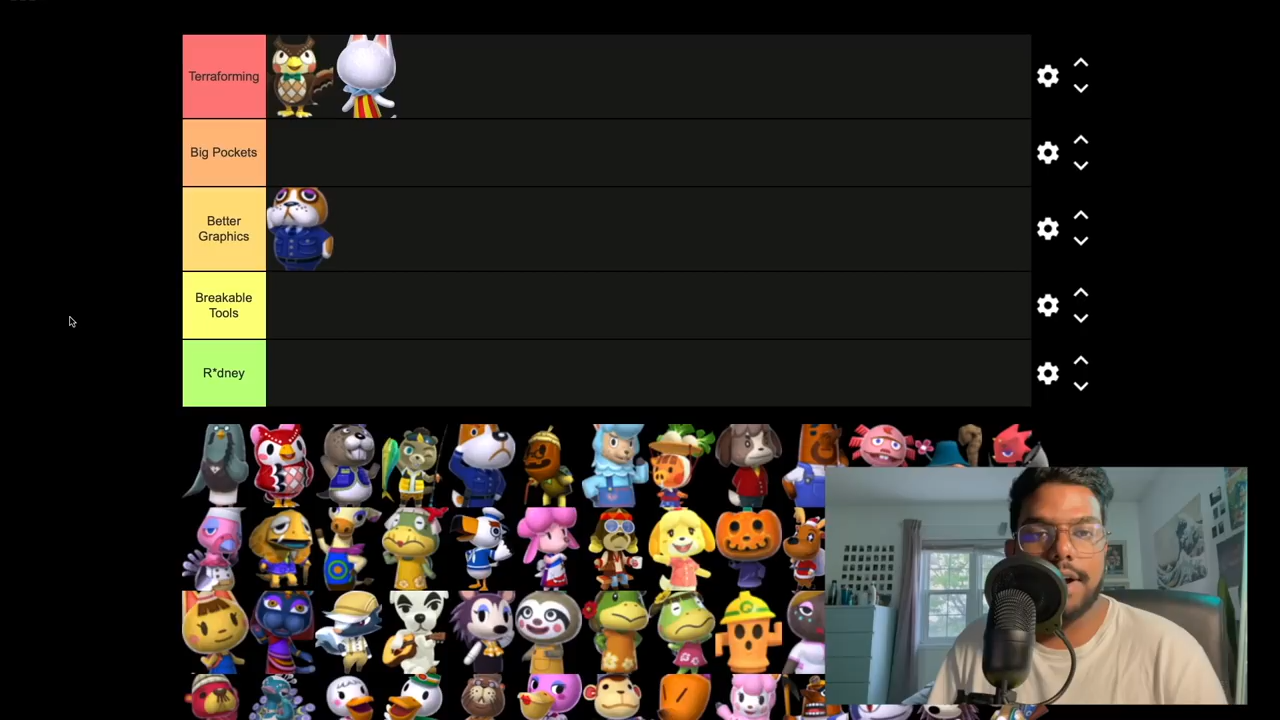 Terraforming
Big Pockets
Better
Graphics
Breakable
Tools
R*dney